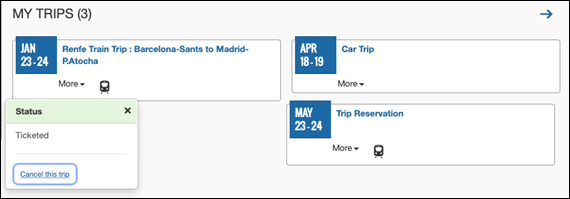 MY TRIPS (3)
JAN
23 - 24
Renfe Train Trip : Barcelona-Sants to Madrid-
P.Atocha
More
Status
×
Ticketed
Cancel this trip
APR
18 - 19
Car Trip
More
MAY
23 - 24
Trip Reservation
More